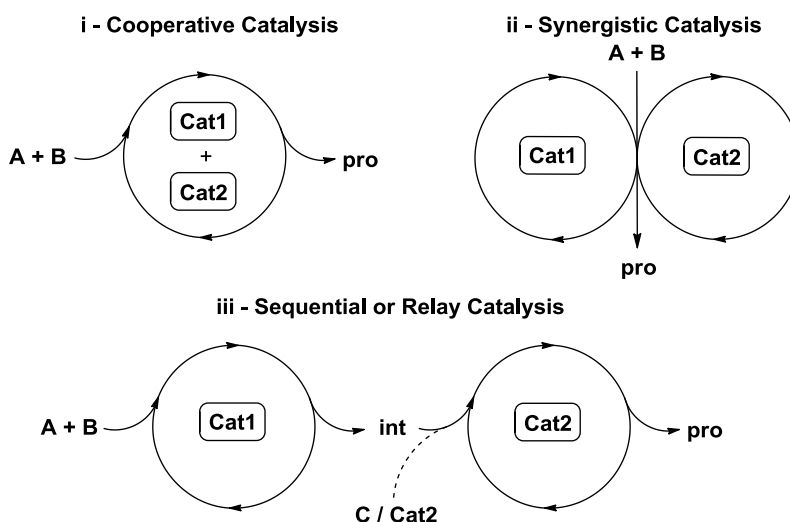 i - Cooperative Catalysis
A + B
Cat1
+
Cat2
pro
ii - Synergistic Catalysis
A + B
Cat1
Cat2
pro
iii - Sequential or Relay Catalysis
A + B
Cat1
int
C / Cat2
Cat2
pro